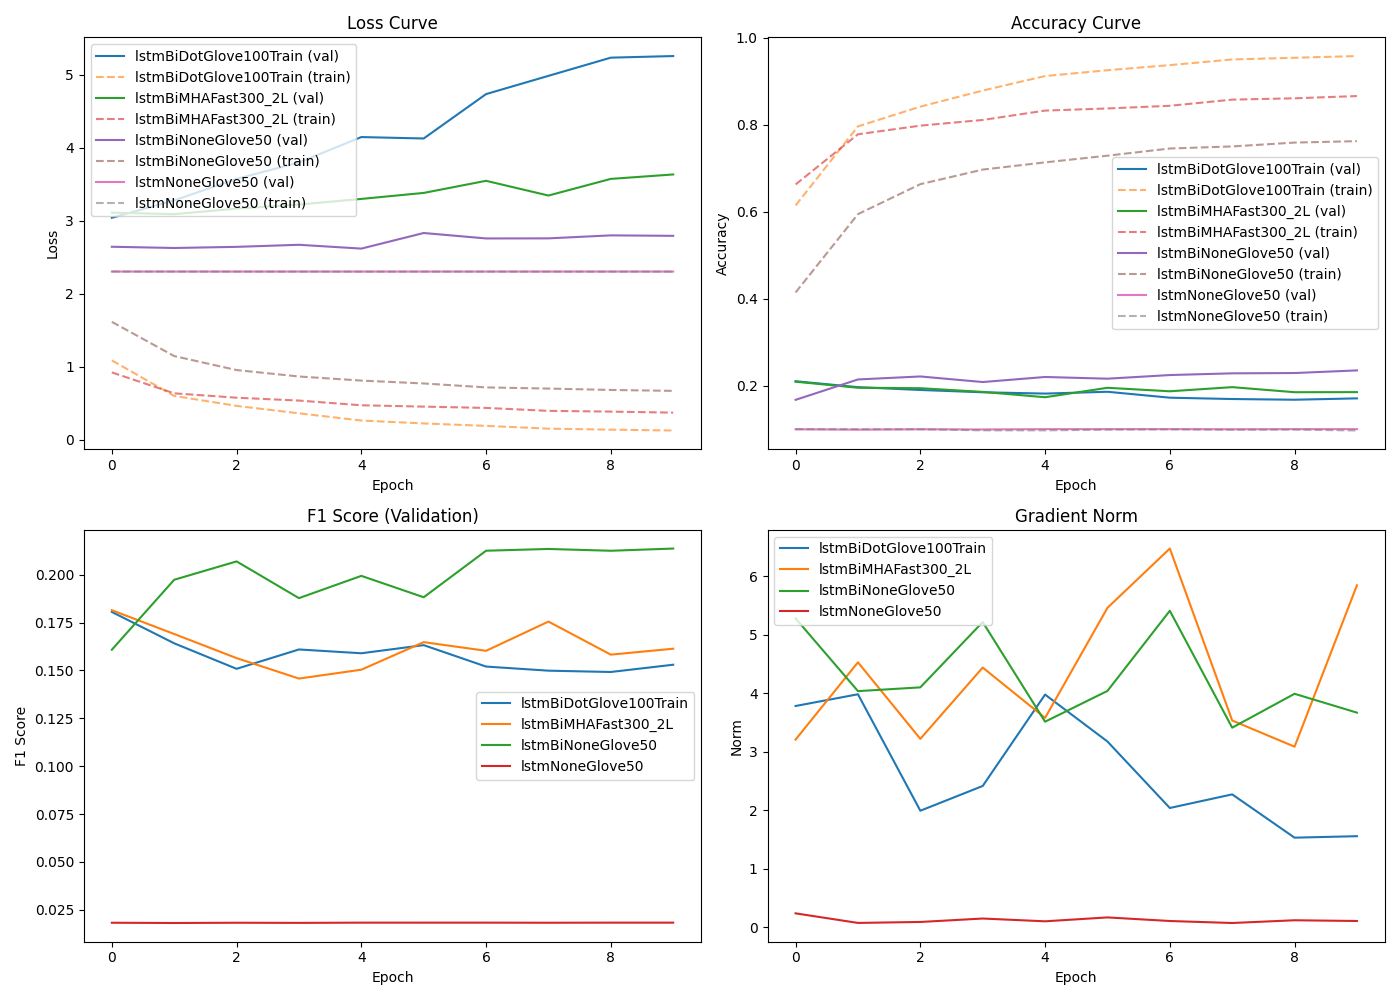 Loss Curve
lstmBiDotGlove100Train (val)
lstmBiDotGlove100Train (train)
lstmBiMHAFast300_2L (val)
lstmBiMHAFast300_2L (train)
lstmBiNoneGlove50 (val)
lstmBiNoneGlove50 (train)
lstmNoneGlove50 (val)
lstmNoneGlove50 (train)
5
4
3
2
1
0
Loss
0 2 4 6 8
Epoch
Accuracy Curve
1.0
0.8
0.6
0.4
0.2
Accuracy
lstmBiDotGlove100Train (val)
lstmBiDotGlove100Train (train)
lstmBiMHAFast300_2L (val)
lstmBiMHAFast300_2L (train)
lstmBiNoneGlove50 (val)
lstmBiNoneGlove50 (train)
lstmNoneGlove50 (val)
lstmNoneGlove50 (train)
0 2 4 6 8
Epoch
F1 Score (Validation)
0.200
0.175
0.150
0.125
0.100
0.075
0.050
0.025
F1 Score
lstmBiDotGlove100Train
lstmBiMHAFast300_2L
lstmBiNoneGlove50
lstmNoneGlove50
0 2 4 6 8
Epoch
Gradient Norm
lstmBiDotGlove100Train
lstmBiMHAFast300_2L
lstmBiNoneGlove50
lstmNoneGlove50
6
5
4
3
2
1
0
Norm
0 2 4 6 8
Epoch